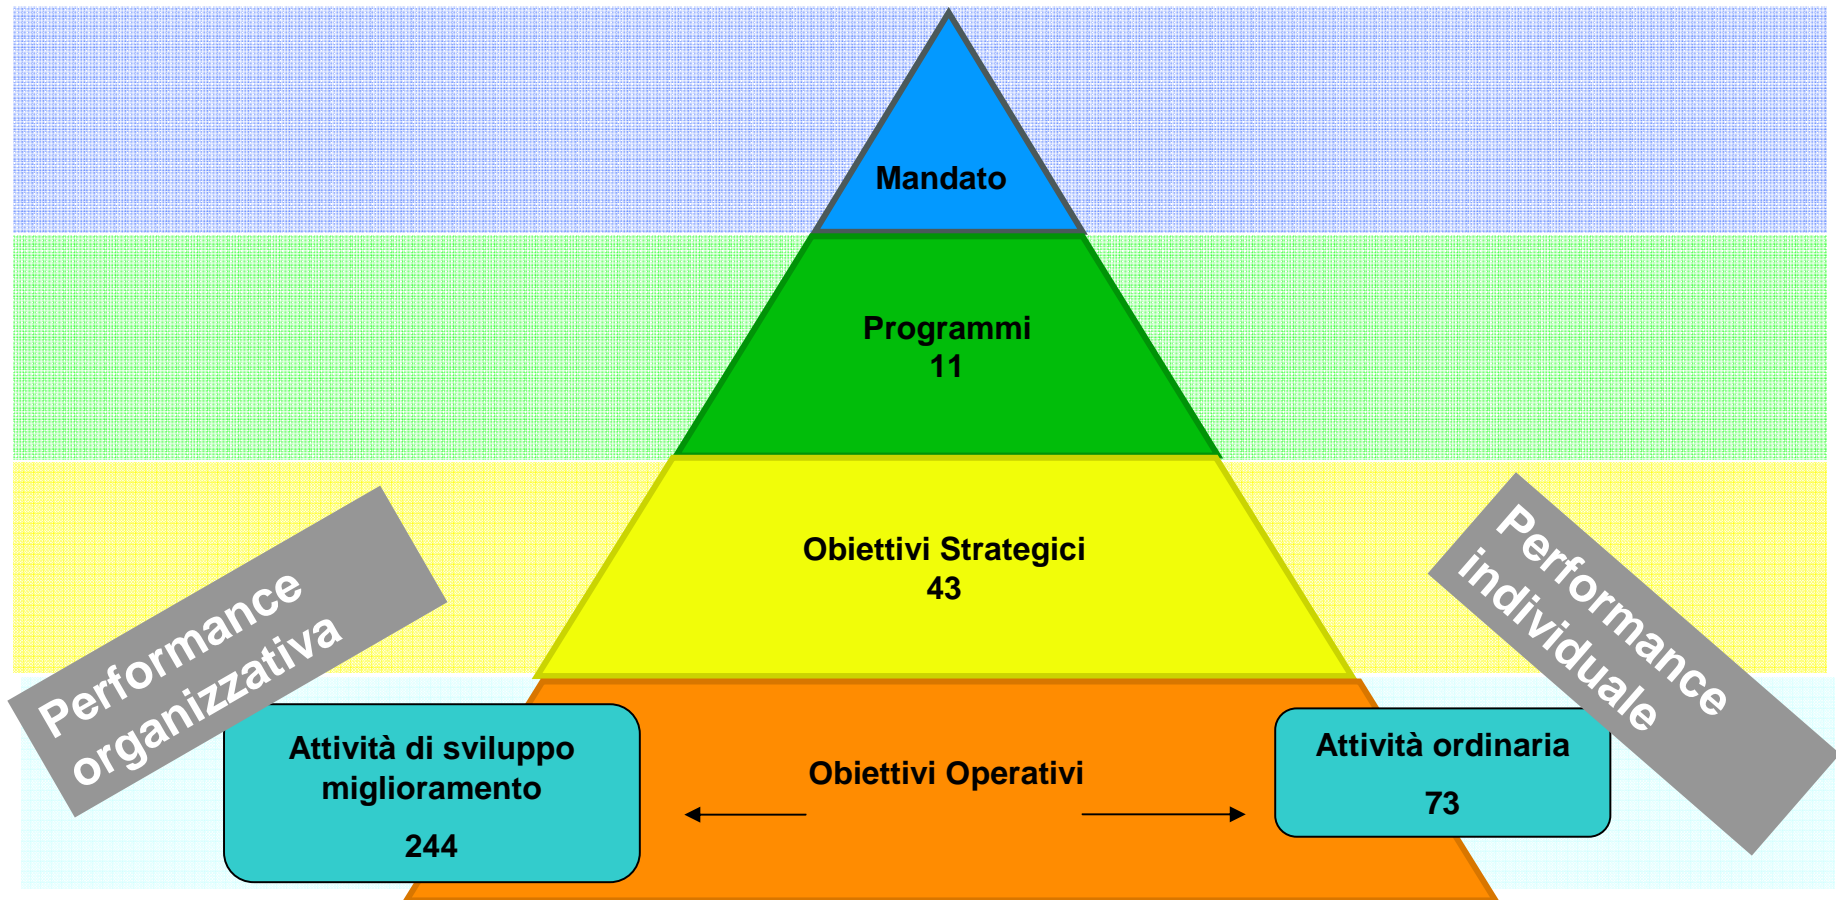 Mandato
Programmi
11
Obiettivi Strategici
43
Performance
organizzativa
Performance
individuale
Attività di sviluppo
miglioramento
244
Obiettivi Operativi
Attività ordinaria
73